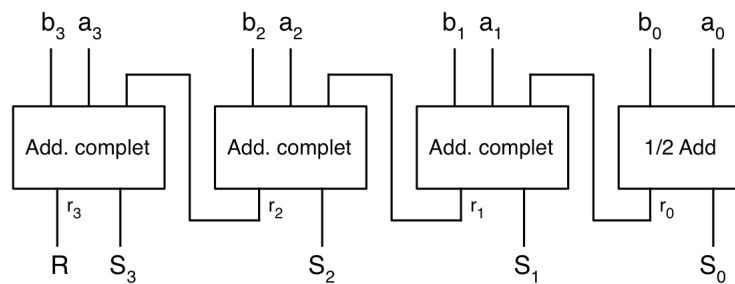 b₃ a₃ b₂ a₂ b₁ a₁ b₀ a₀
Add. complet Add. complet Add. complet 1/2 Add
r₃ r₂ r₁ r₀
R S₃ S₂ S₁ S₀